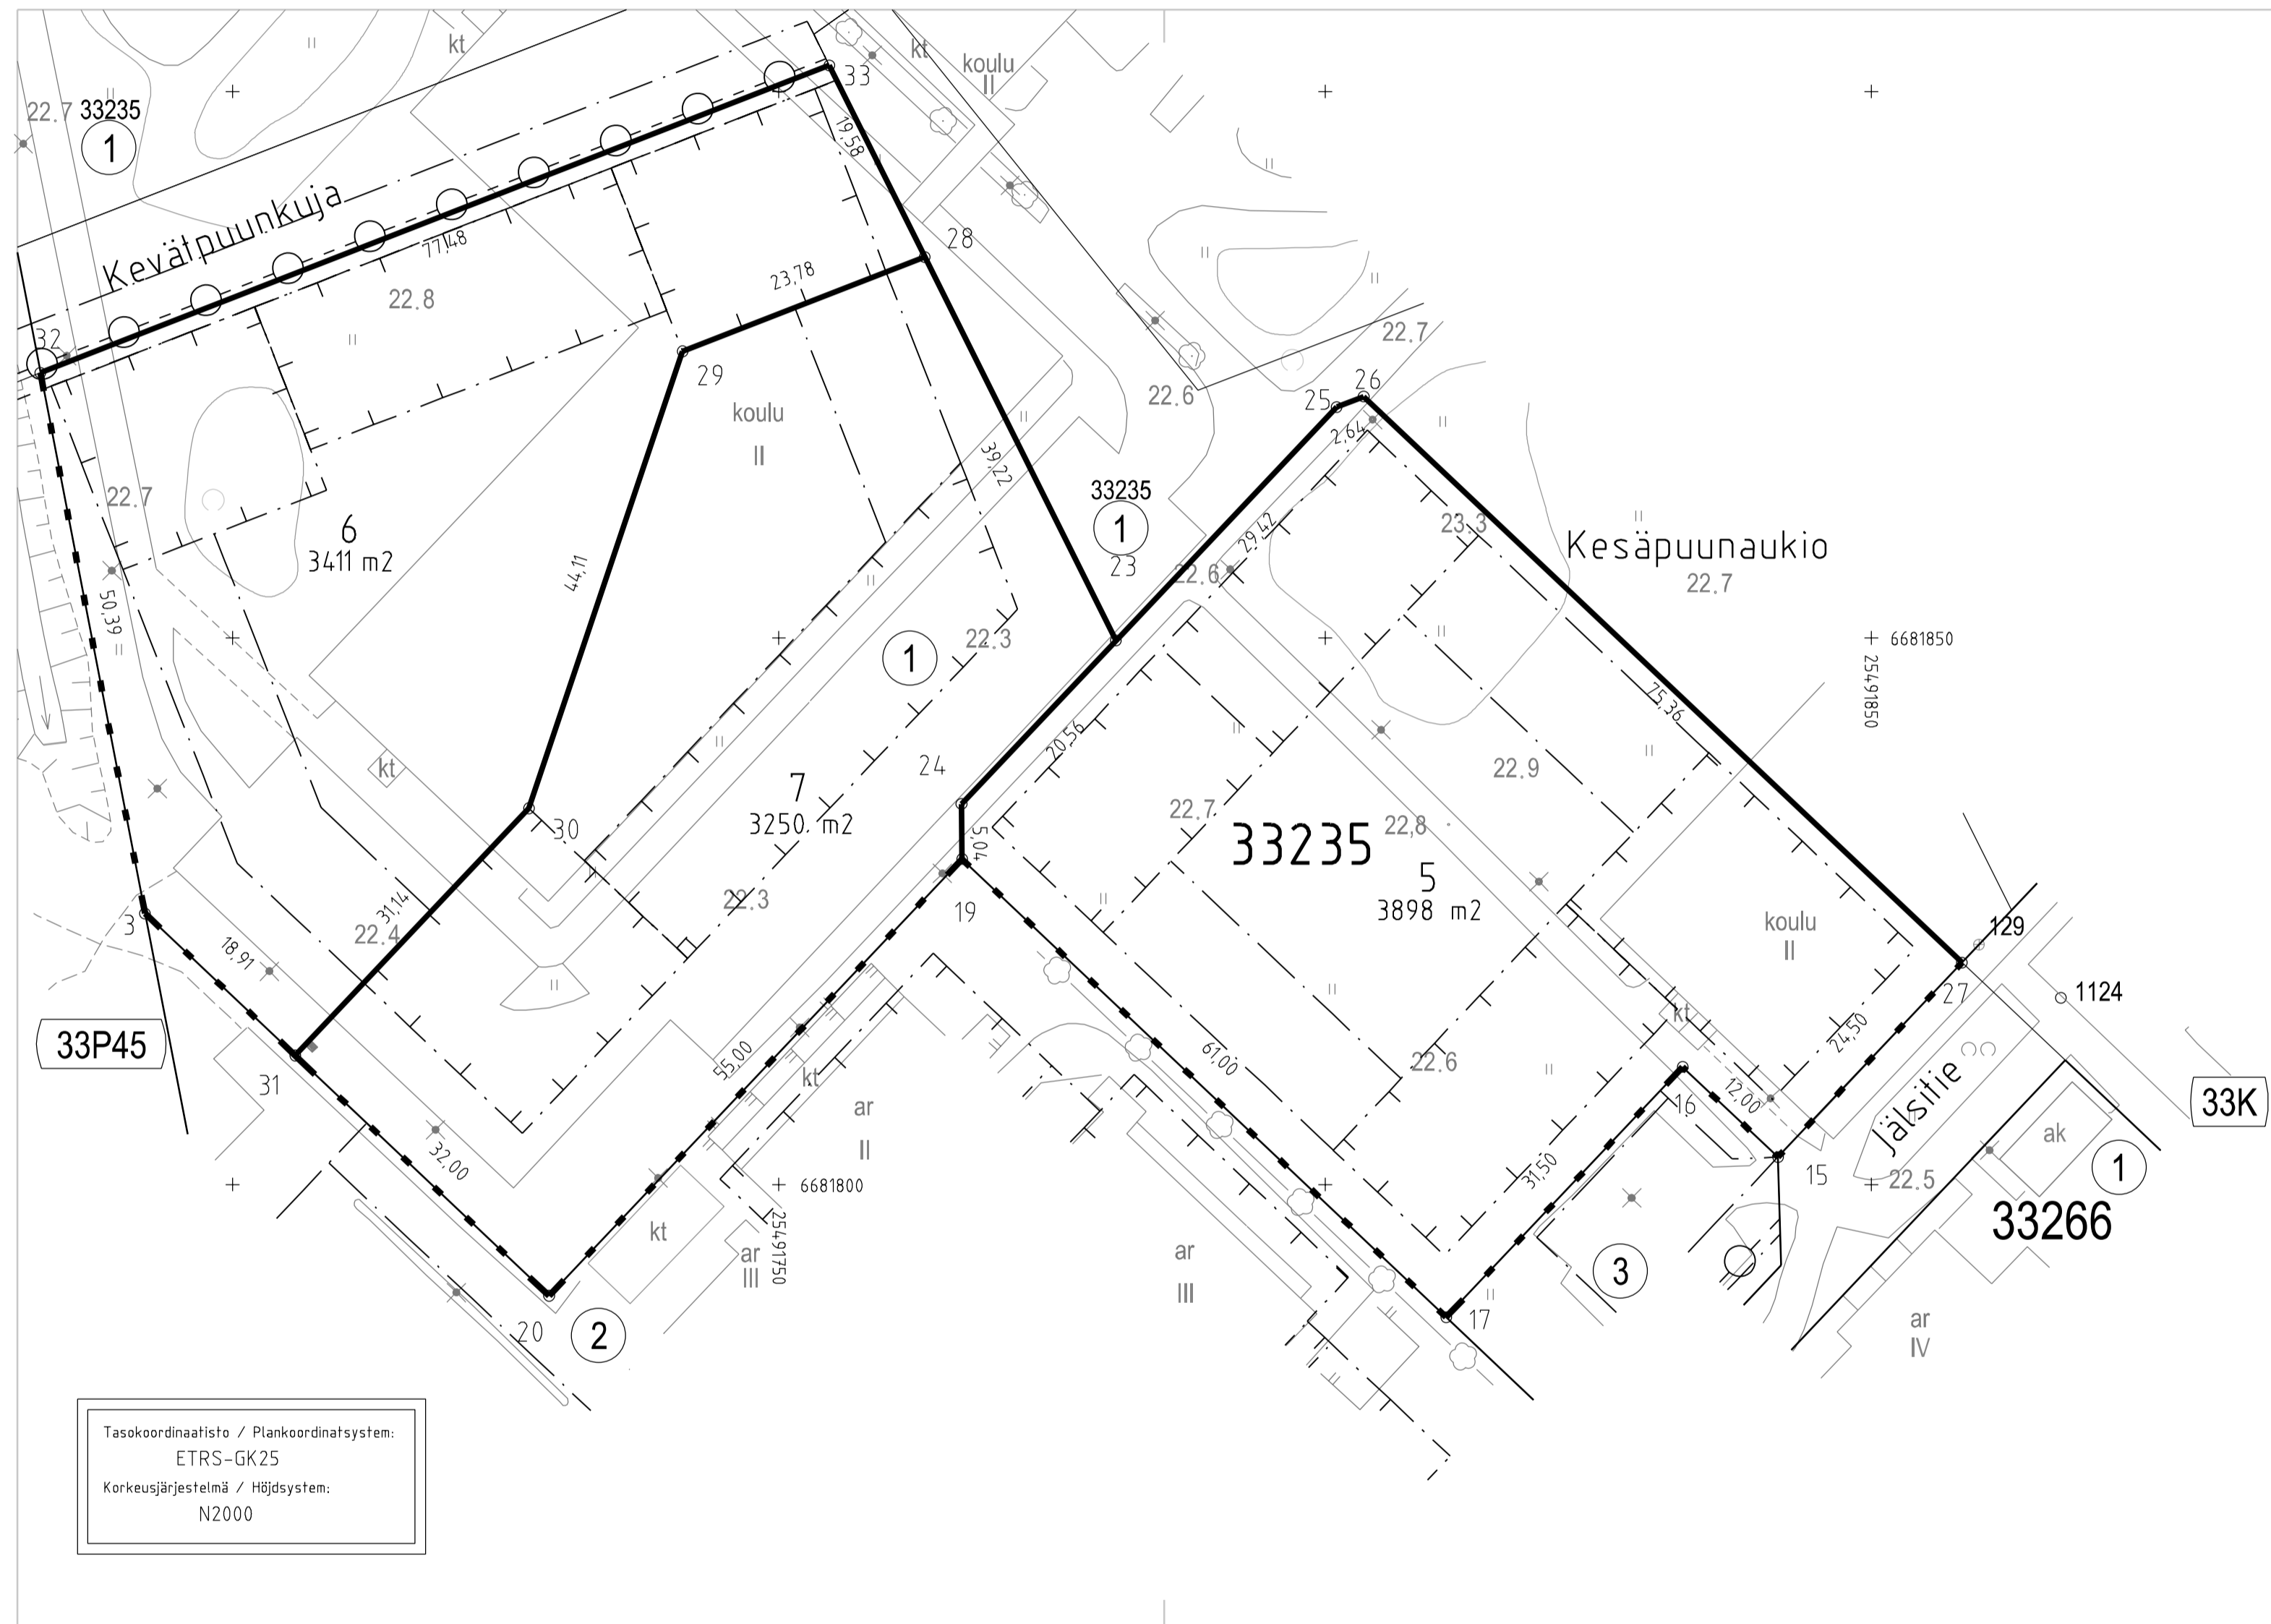 kt
kt
koulu
II
33
22.7
33235
1
19,58
Kevätpuunkuja
77,48
28
23,78
22.8
32
29
22.7
25
26
22.6
koulu
II
2,64
39,22
22.7
33235
1
23
29,42
23.3
Kesäpuunaukio
22.7
6
3411 m2
44,11
22.6
50,39
1
22.3
6681850
25491850
75,36
20,56
24
22.9
kt
7
3250. m2
22.7
33235
22,8
30
5,04
5
3898 m2
22.3
19
koulu
II
129
3
31,14
22.4
18,91
27
1124
33P45
kt
24,50
55,00
61,00
22.6
31
kt
ar
II
16
12,00
Jälsitie
33K
ak
1
32,00
6681800
25491750
31,50
15
22.5
33266
kt
ar
III
ar
III
3
20
2
17
ar
IV
Tasokoordinaatisto / Plankoordinatsystem:
ETRS-GK25
Korkeusjärjestelmä / Höjdsystem:
N2000